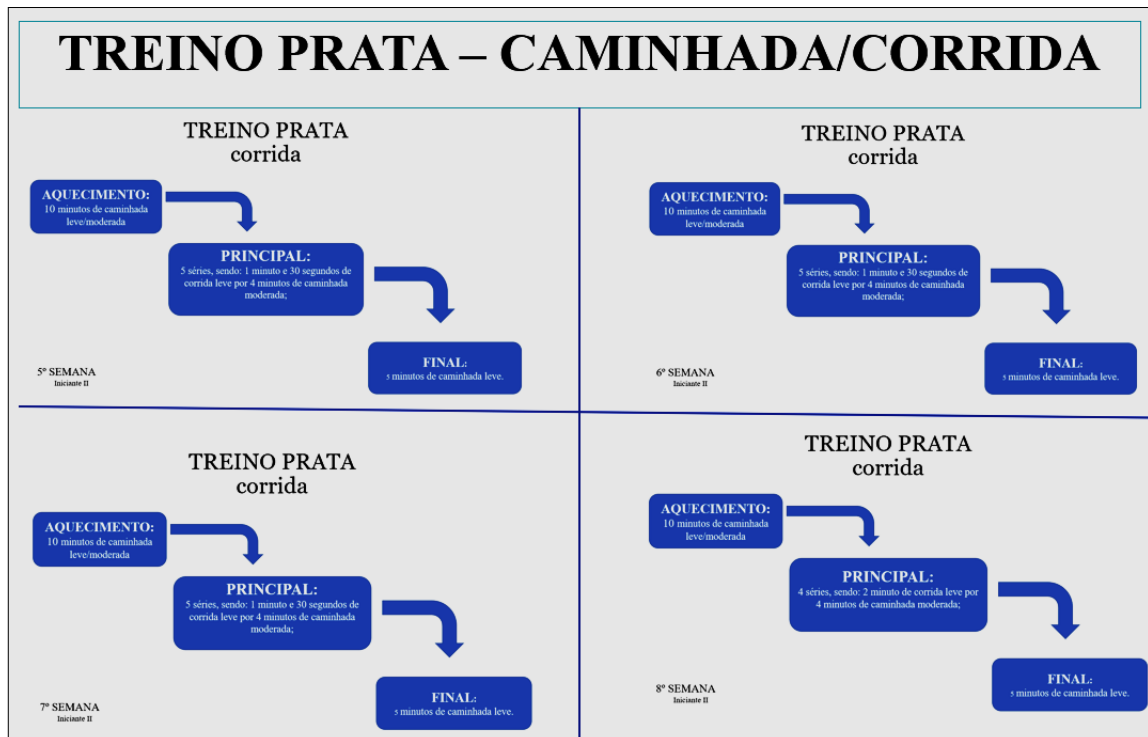 TREINO PRATA – CAMINHADA/CORRIDA
TREINO PRATA
corrida
AQUECIMENTO:
10 minutos de caminhada
leve/moderada
PRINCIPAL:
5 séries, sendo: 1 minuto e 30 segundos de
corrida leve por 4 minutos de caminhada
moderada;
FINAL:
5 minutos de caminhada leve.
5º SEMANA
Iniciante II
TREINO PRATA
corrida
AQUECIMENTO:
10 minutos de caminhada
leve/moderada
PRINCIPAL:
5 séries, sendo: 1 minuto e 30 segundos de
corrida leve por 4 minutos de caminhada
moderada;
FINAL:
5 minutos de caminhada leve.
6º SEMANA
Iniciante II
TREINO PRATA
corrida
AQUECIMENTO:
10 minutos de caminhada
leve/moderada
PRINCIPAL:
5 séries, sendo: 1 minuto e 30 segundos de
corrida leve por 4 minutos de caminhada
moderada;
FINAL:
5 minutos de caminhada leve.
7º SEMANA
Iniciante II
TREINO PRATA
corrida
AQUECIMENTO:
10 minutos de caminhada
leve/moderada
PRINCIPAL:
4 séries, sendo: 2 minuto de corrida leve por
4 minutos de caminhada moderada;
FINAL:
5 minutos de caminhada leve.
8º SEMANA
Iniciante II